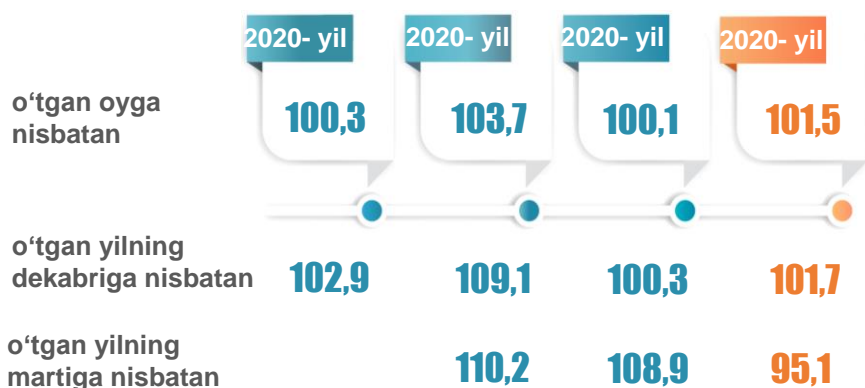 2020- yil 2020- yil 2020- yil 2020- yil
o‘tgan oyga
nisbatan
100,3 103,7 100,1 101,5
o‘tgan yilning
dekabriga nisbatan
102,9 109,1 100,3 101,7
o‘tgan yilning
martiga nisbatan
110,2 108,9 95,1